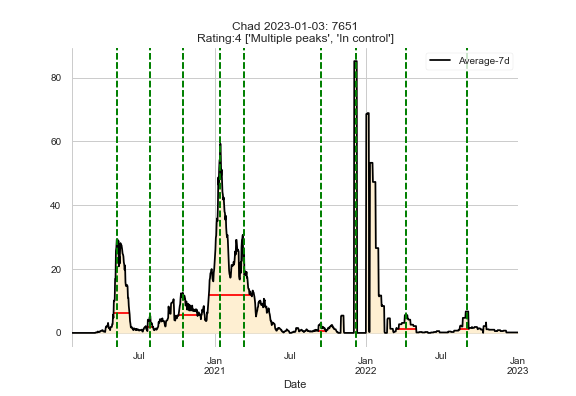 Chad 2023-01-03: 7651
Rating:4 ['Multiple peaks', 'In control']
Average-7d
80
60
40
20
0
Jul
Jan
2021
Jul
Jan
2022
Jul
Jan
2023
Date